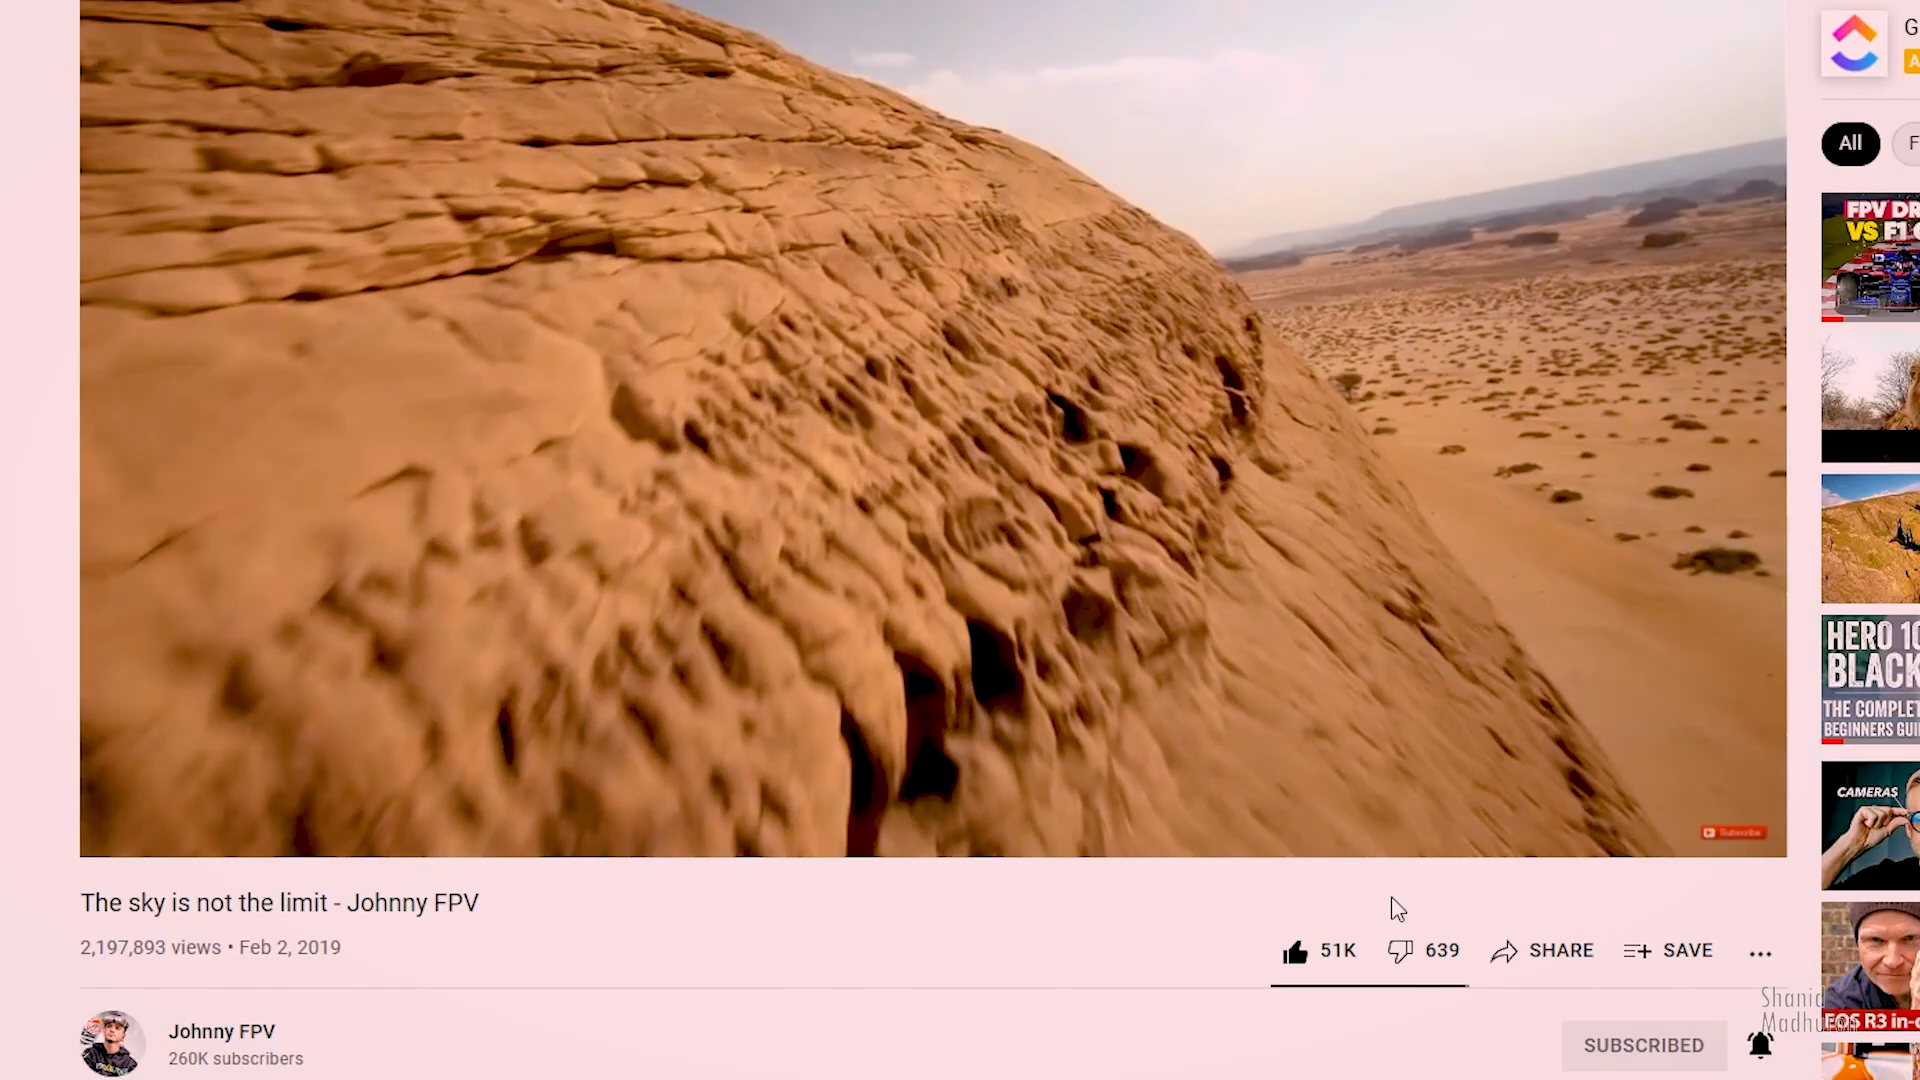 The sky is not the limit - Johnny FPV
2,197,893 views • Feb 2, 2019
51K
639
SHARE
SAVE
Johnny FPV
260K subscribers
SUBSCRIBED
Subscribe
All
FPV DR
VS F1
HERO 10
BLACK
THE COMPLET
BEGINNERS GUI
CAMERAS
EOS R3 in-
Shanid